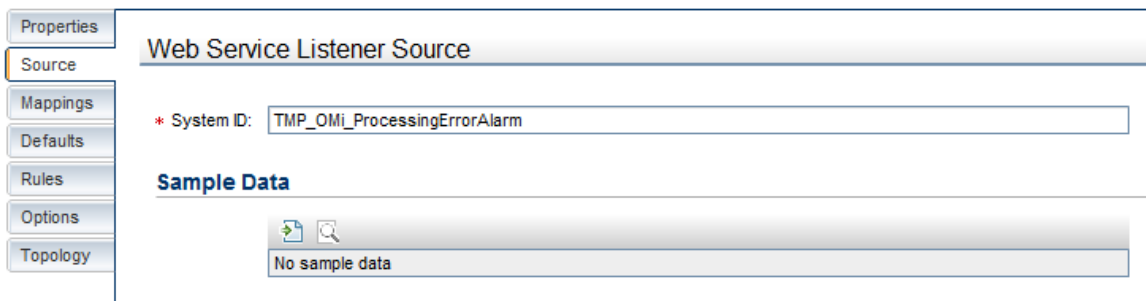 Properties
Source
Mappings
Defaults
Rules
Options
Topology
Web Service Listener Source
* System ID: TMP_OMi_ProcessingErrorAlarm
Sample Data
No sample data